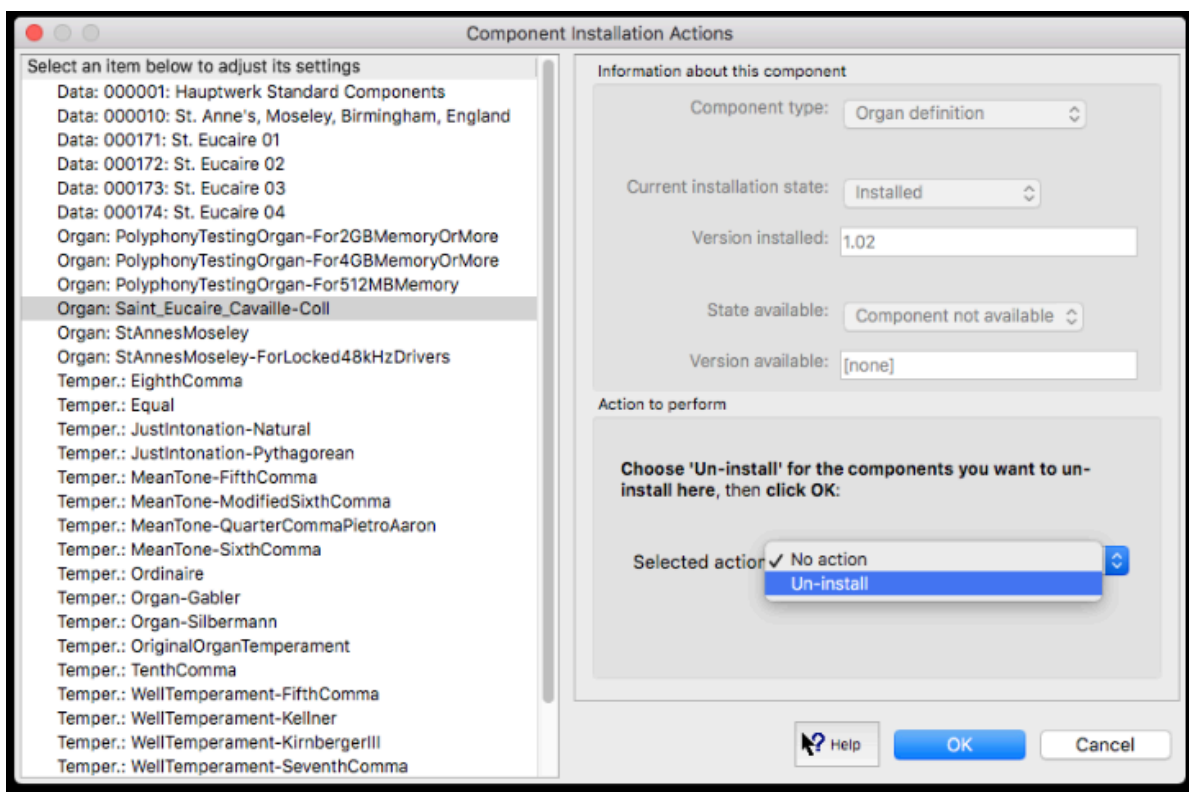 Component Installation Actions
Select an item below to adjust its settings
Data: 000001: Hauptwerk Standard Components
Data: 000010: St. Anne's, Moseley, Birmingham, England
Data: 000171: St. Eucaire 01
Data: 000172: St. Eucaire 02
Data: 000173: St. Eucaire 03
Data: 000174: St. Eucaire 04
Organ: PolyphonyTestingOrgan-For2GBMemoryOrMore
Organ: PolyphonyTestingOrgan-For4GBMemoryOrMore
Organ: PolyphonyTestingOrgan-For512MBMemory
Organ: Saint_Eucaire_Cavaille-Coll
Organ: StAnnesMoseley
Organ: StAnnesMoseley-ForLocked48kHzDrivers
Temper.: EighthComma
Temper.: Equal
Temper.: JustIntonation-Natural
Temper.: JustIntonation-Pythagorean
Temper.: MeanTone-FifthComma
Temper.: MeanTone-ModifiedSixthComma
Temper.: MeanTone-QuarterCommaPietroAaron
Temper.: MeanTone-SixthComma
Temper.: Ordinaire
Temper.: Organ-Gabler
Temper.: Organ-Silbermann
Temper.: OriginalOrganTemperament
Temper.: TenthComma
Temper.: WellTemperament-FifthComma
Temper.: WellTemperament-Kellner
Temper.: WellTemperament-KirnbergerIII
Temper.: WellTemperament-SeventhComma
Information about this component
Component type: Organ definition
Current installation state: Installed
Version installed: 1.02
State available: Component not available
Version available: [none]
Action to perform
Choose 'Un-install' for the components you want to un-
install here, then click OK:
Selected action ✓ No action
Un-install
Help OK Cancel